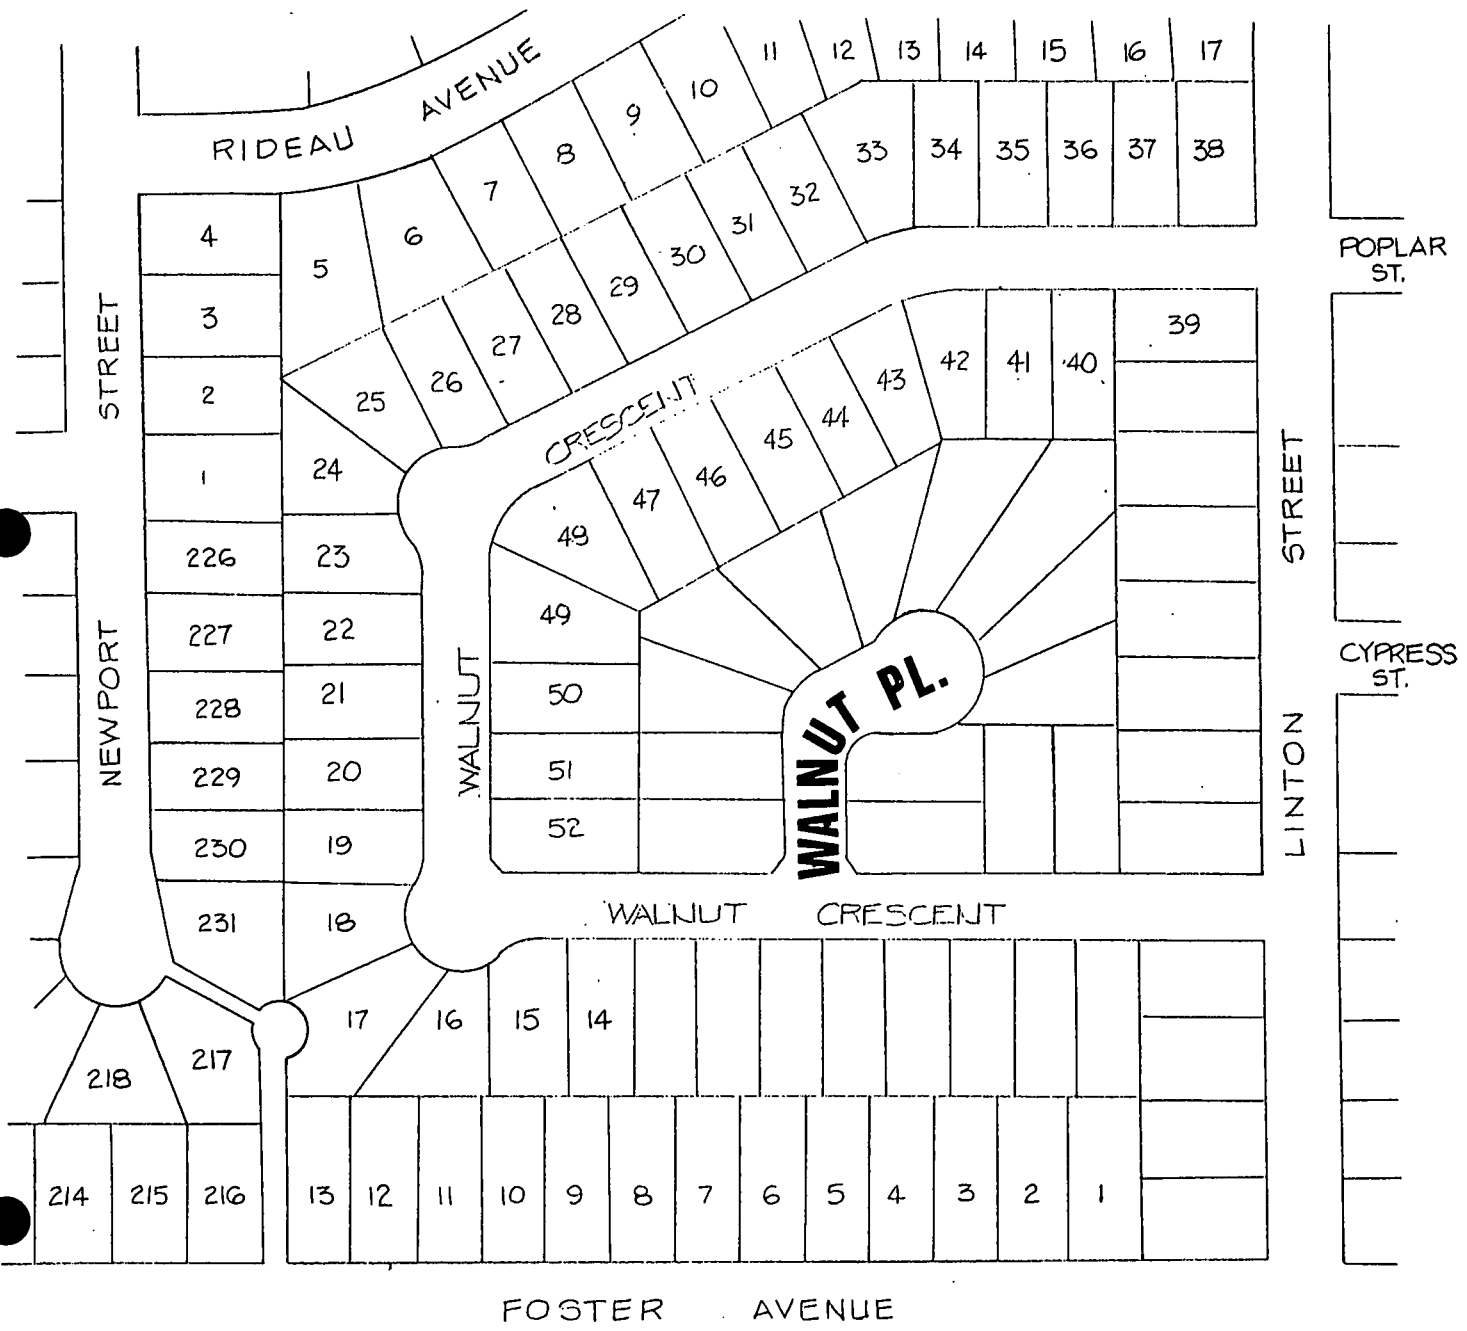 11 12 13 14 15 16 17
RIDEAU AVENUE
10
9
8
7
6
5
4
3
2
1
33 34 35 36 37 38
32
31
30
29
28
27
26
25
24
POPLAR
ST.
39
CRESCENT
43 42 41 40
44
45
46
47
49
NEWPORT STREET
226 23
227 22
228 21
229 20
230 19
231 18
WALNUT
49
50
51
52
WALNUT PL.
LINTON STREET
CYPRESS
ST.
WALNUT CRESCENT
17 16 15 14
218 217
214 215 216 13 12 11 10 9 8 7 6 5 4 3 2 1
FOSTER AVENUE